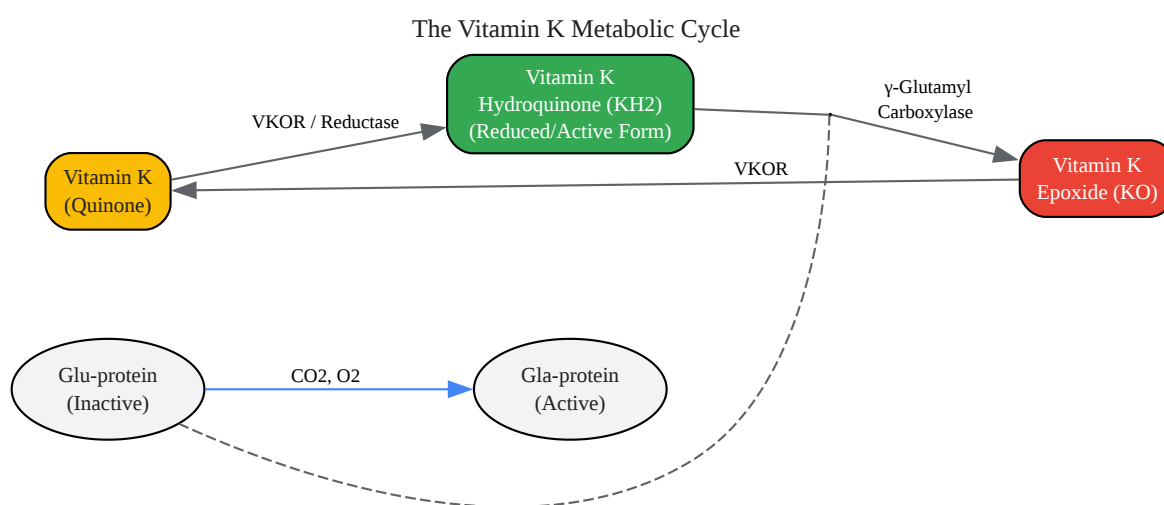 The Vitamin K Metabolic Cycle
Vitamin K
Hydroquinone (KH2)
(Reduced/Active Form)
γ-Glutamyl
Carboxylase
VKOR / Reductase
Vitamin K
(Quinone)
VKOR
Vitamin K
Epoxide (KO)
Glu-protein
(Inactive)
CO2, O2
Gla-protein
(Active)